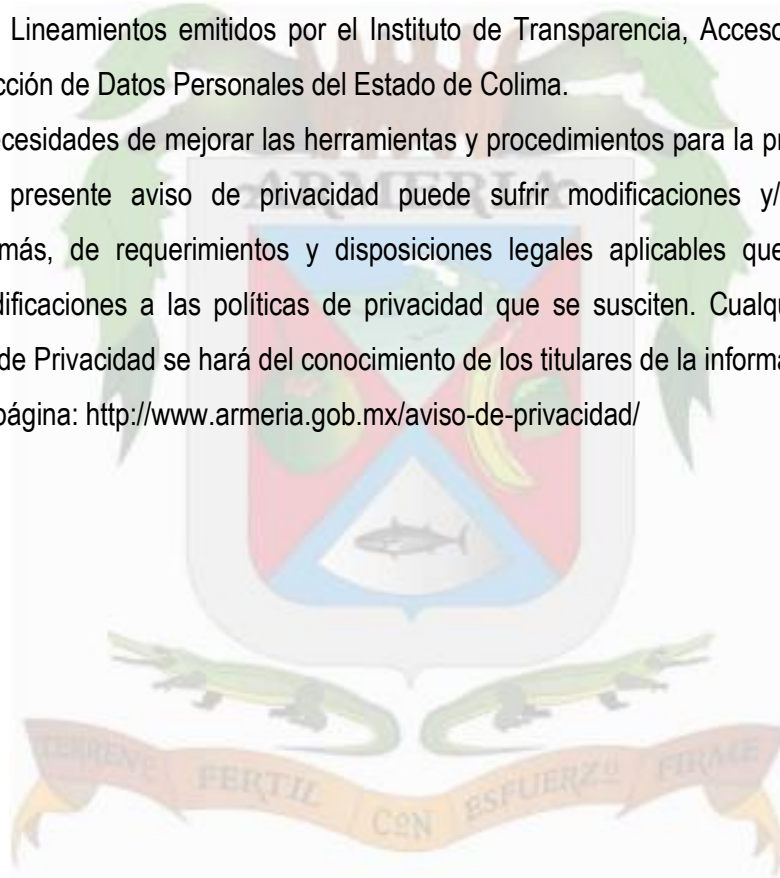 Lineamientos emitidos por el Instituto de Transparencia, Acceso
cción de Datos Personales del Estado de Colima.
cesidades de mejorar las herramientas y procedimientos para la pr
presente aviso de privacidad puede sufrir modificaciones y/
más, de requerimientos y disposiciones legales aplicables que
dificaciones a las políticas de privacidad que se susciten. Cualqu
de Privacidad se hará del conocimiento de los titulares de la informa
página: http://www.armeria.gob.mx/aviso-de-privacidad/
ARMERIA
TERRENO FERTIL CON ESFUERZO FIRME